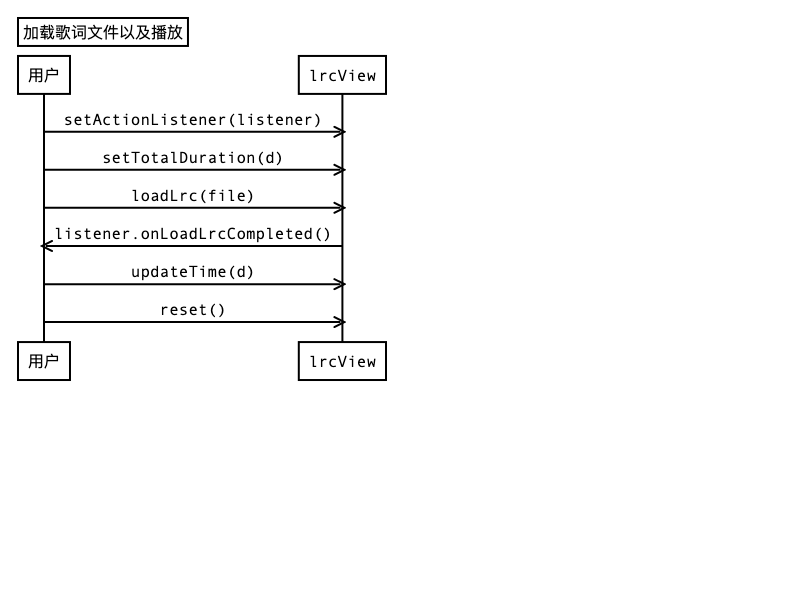 加载歌词文件以及播放
用户 lrcView
setActionListener(listener)
setTotalDuration(d)
loadLrc(file)
listener.onLoadLrcCompleted()
updateTime(d)
reset()
用户 lrcView